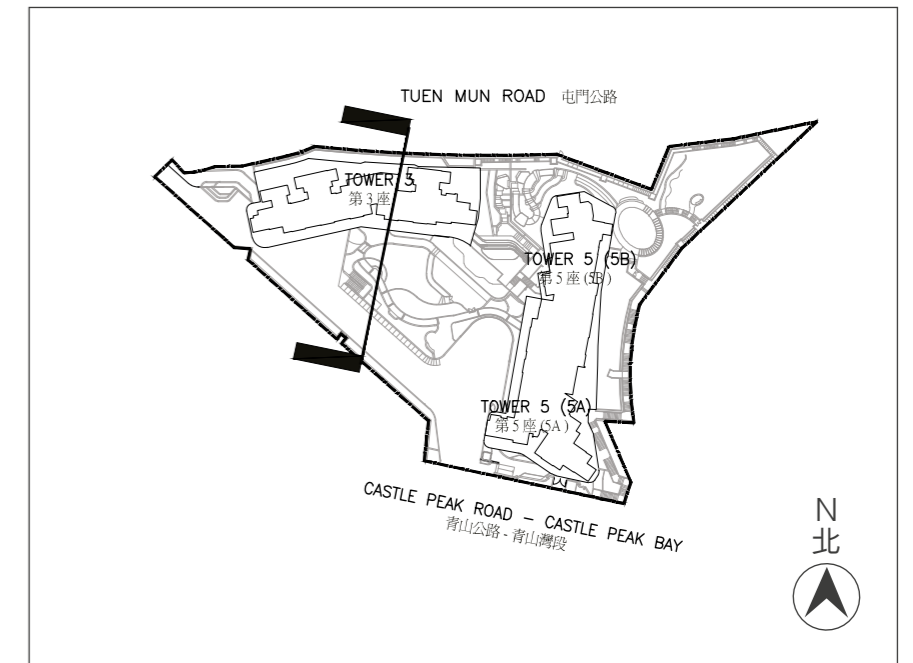 TUEN MUN ROAD 屯門公路
TOWER 3
第 3 座
TOWER 5 (5B)
第 5 座 (5B )
TOWER 5 (5A)
第 5 座 (5A )
CASTLE PEAK ROAD – CASTLE PEAK BAY
青山公路 - 青山灣段
N
北